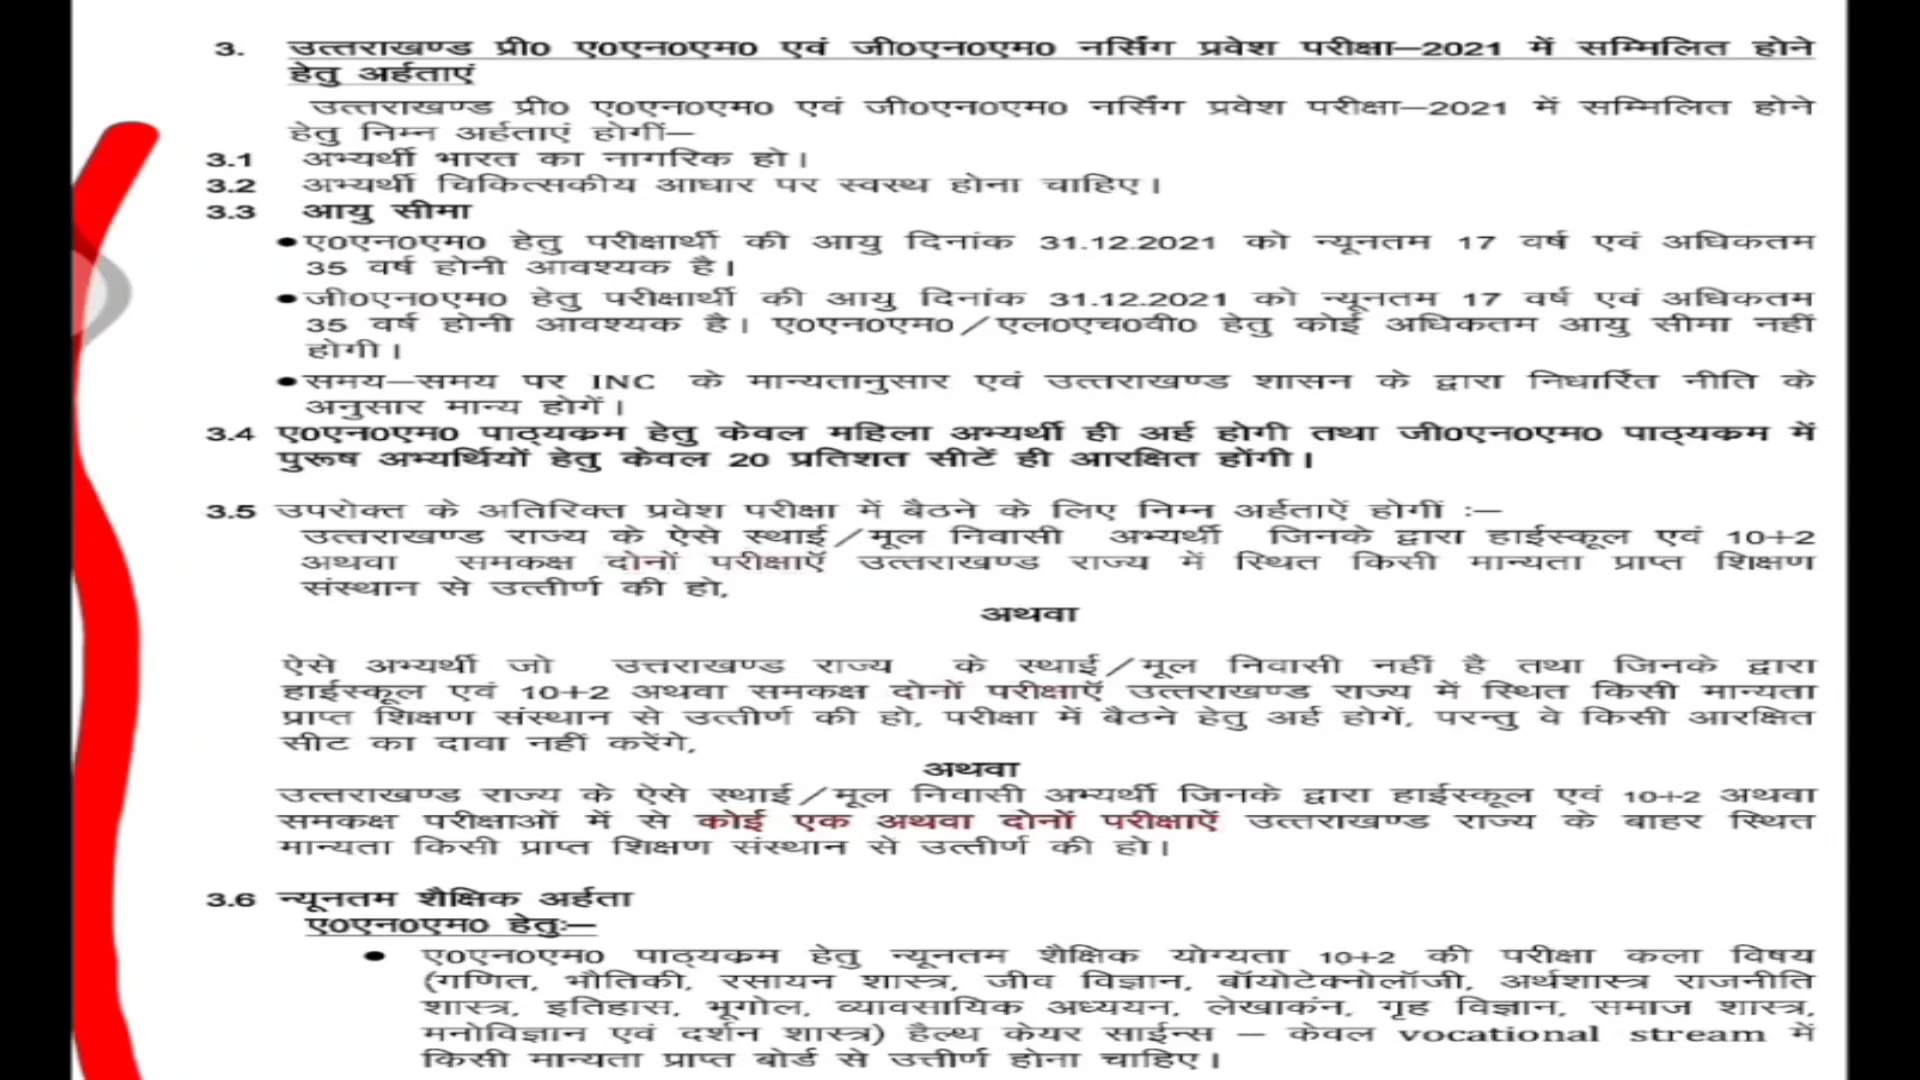 3. उत्तराखण्ड प्री0 ए0एन0एम0 एवं जी0एन0एम0 नर्सिंग प्रवेश परीक्षा–2021 में सम्मिलित होने
हेतु अर्हताएं
उत्तराखण्ड प्री0 ए0एन0एम0 एवं जी0एन0एम0 नर्सिंग प्रवेश परीक्षा–2021 में सम्मिलित होने
हेतु निम्न अर्हताएं होगीं–
3.1 अभ्यर्थी भारत का नागरिक हो।
3.2 अभ्यर्थी चिकित्सकीय आधार पर स्वस्थ होना चाहिए।
3.3 आयु सीमा
● ए0एन0एम0 हेतु परीक्षार्थी की आयु दिनांक 31.12.2021 को न्यूनतम 17 वर्ष एवं अधिकतम
35 वर्ष होनी आवश्यक है।
● जी0एन0एम0 हेतु परीक्षार्थी की आयु दिनांक 31.12.2021 को न्यूनतम 17 वर्ष एवं अधिकतम
35 वर्ष होनी आवश्यक है। ए0एन0एम0/एल0एच0वी0 हेतु कोई अधिकतम आयु सीमा नहीं
होगी।
● समय–समय पर INC के मान्यतानुसार एवं उत्तराखण्ड शासन के द्वारा निर्धारित नीति के
अनुसार मान्य होगें।
3.4 ए0एन0एम0 पाठ्यकम हेतु केवल महिला अभ्यर्थी ही अर्ह होगी तथा जी0एन0एम0 पाठ्यकम में
पुरूष अभ्यर्थियों हेतु केवल 20 प्रतिशत सीटें ही आरक्षित होंगी।
3.5 उपरोक्त के अतिरिक्त प्रवेश परीक्षा में बैठने के लिए निम्न अर्हताऐं होगीं :–
उत्तराखण्ड राज्य के ऐसे स्थाई/मूल निवासी अभ्यर्थी जिनके द्वारा हाईस्कूल एवं 10+2
अथवा समकक्ष दोनों परीक्षाऍ उत्तराखण्ड राज्य में स्थित किसी मान्यता प्राप्त शिक्षण
संस्थान से उत्तीर्ण की हो,
अथवा
ऐसे अभ्यर्थी जो उत्तराखण्ड राज्य के स्थाई/मूल निवासी नहीं है तथा जिनके द्वारा
हाईस्कूल एवं 10+2 अथवा समकक्ष दोनों परीक्षाऍ उत्तराखण्ड राज्य में स्थित किसी मान्यता
प्राप्त शिक्षण संस्थान से उत्तीर्ण की हो, परीक्षा में बैठने हेतु अर्ह होगें, परन्तु वे किसी आरक्षित
सीट का दावा नहीं करेंगे,
अथवा
उत्तराखण्ड राज्य के ऐसे स्थाई/मूल निवासी अभ्यर्थी जिनके द्वारा हाईस्कूल एवं 10+2 अथवा
समकक्ष परीक्षाओं में से कोई एक अथवा दोनों परीक्षाऐं उत्तराखण्ड राज्य के बाहर स्थित
मान्यता किसी प्राप्त शिक्षण संस्थान से उत्तीर्ण की हो।
3.6 न्यूनतम शैक्षिक अर्हता
ए0एन0एम0 हेतुः–
● ए0एन0एम0 पाठ्यकम हेतु न्यूनतम शैक्षिक योग्यता 10+2 की परीक्षा कला विषय
(गणित, भौतिकी, रसायन शास्त्र, जीव विज्ञान, बॉयोटेक्नोलॉजी, अर्थशास्त्र राजनीति
शास्त्र, इतिहास, भूगोल, व्यावसायिक अध्ययन, लेखाकंन, गृह विज्ञान, समाज शास्त्र,
मनोविज्ञान एवं दर्शन शास्त्र) हैल्थ केयर साईन्स – केवल vocational stream में
किसी मान्यता प्राप्त बोर्ड से उत्तीर्ण होना चाहिए।